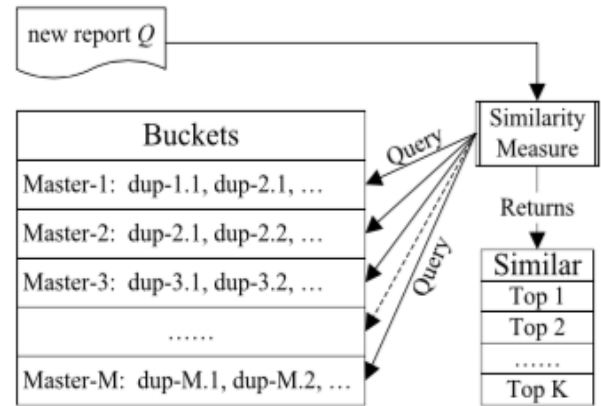 new report Q
Similarity
Measure
Buckets
Query
Master-1: dup-1.1, dup-2.1, ...
Master-2: dup-2.1, dup-2.2, ...
Master-3: dup-3.1, dup-3.2, ...
......
Master-M: dup-M.1, dup-M.2, ...
Query
Returns
Similar
Top 1
Top 2
......
Top K